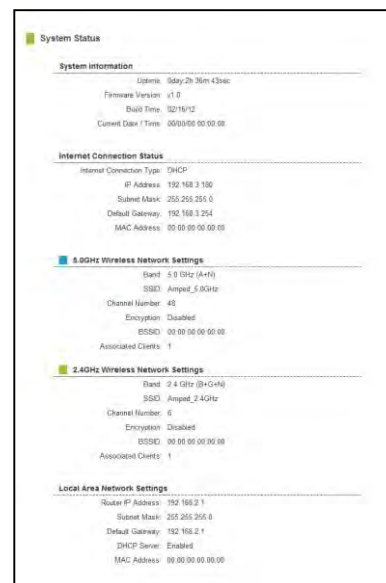 System Status
System Information
Uptime: 0day:2h:36m:43sec
Firmware Version: v1.0
Build Time: 02/16/12
Current Date / Time: 00/00/00 00:00:00
Internet Connection Status
Internet Connection Type: DHCP
IP Address: 192.168.3.180
Subnet Mask: 255.255.255.0
Default Gateway: 192.168.3.254
MAC Address: 00:00:00:00:00:00
5.0GHz Wireless Network Settings
Band: 5.0 GHz (A+N)
SSID: Amped_5.0GHz
Channel Number: 48
Encryption: Disabled
BSSID: 00:00:00:00:00:00
Associated Clients: 1
2.4GHz Wireless Network Settings
Band: 2.4 GHz (B+G+N)
SSID: Amped_2.4GHz
Channel Number: 6
Encryption: Disabled
BSSID: 00:00:00:00:00:00
Associated Clients: 1
Local Area Network Settings
Router IP Address: 192.168.2.1
Subnet Mask: 255.255.255.0
Default Gateway: 192.168.2.1
DHCP Server: Enabled
MAC Address: 00:00:00:00:00:00